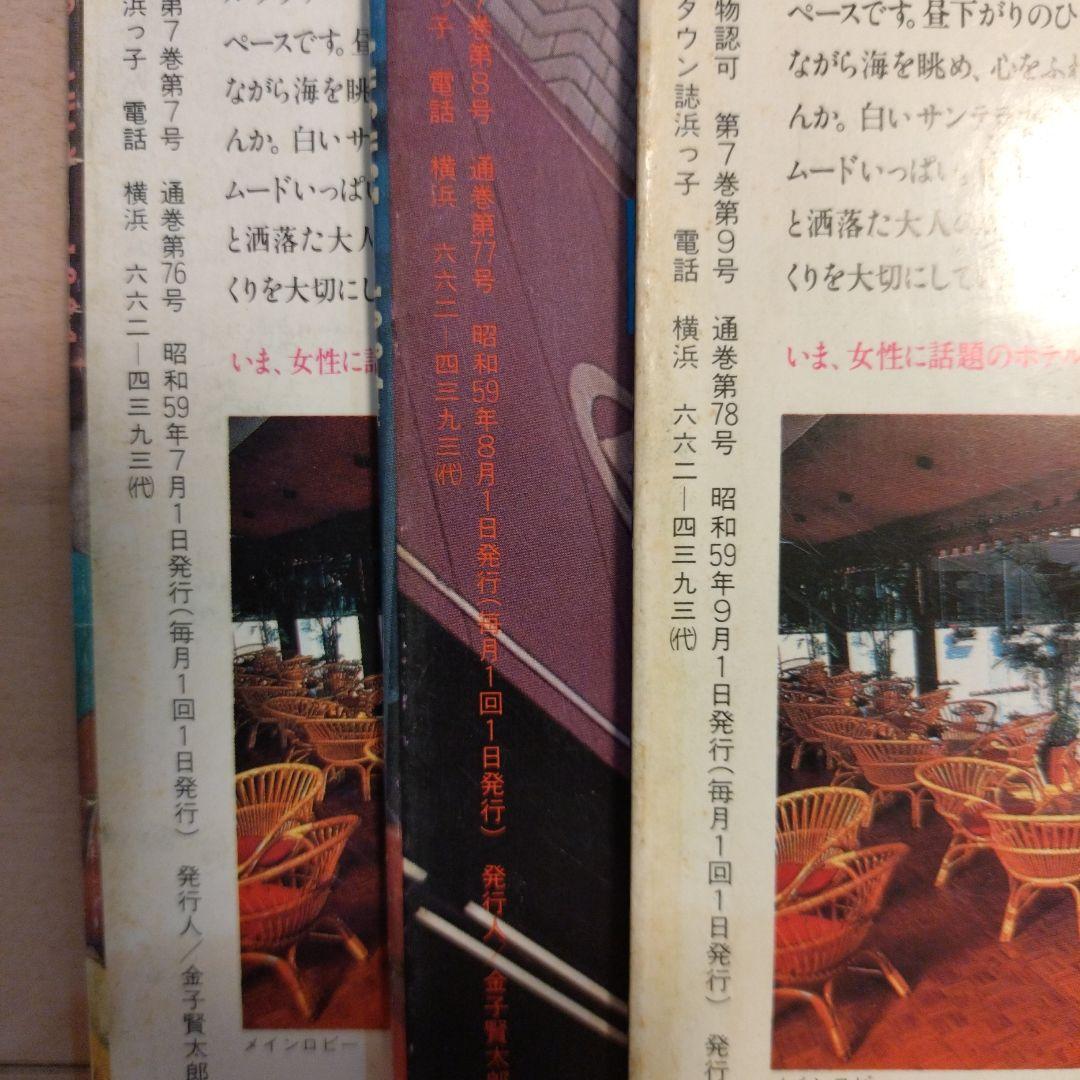 第7巻第7号 通巻第76号 昭和59年7月1日発行(毎月1回1日発行) 発行人/金子賢太郎
浜っ子 電話 横浜 六六二―四三九三(代)
ペースです。昼
ながら海を眺
んか。白いサ
ムードいっぱい
と洒落た大人
くりを大切にし
いま、女性に話
メインロビー
巻第8号 通巻第77号 昭和59年8月1日発行(毎月1回1日発行) 発行人/金子賢太郎
っ子 電話 横浜 六六二―四三九三(代)
物認可 第7巻第9号 通巻第78号 昭和59年9月1日発行(毎月1回1日発行) 発行
タウン誌浜っ子 電話 横浜 六六二―四三九三(代)
ペースです。昼下がりのひ
ながら海を眺め、心をふれ
んか。白いサンテラ
ムードいっぱい。
と洒落た大人の
くりを大切にして
いま、女性に話題のホテル